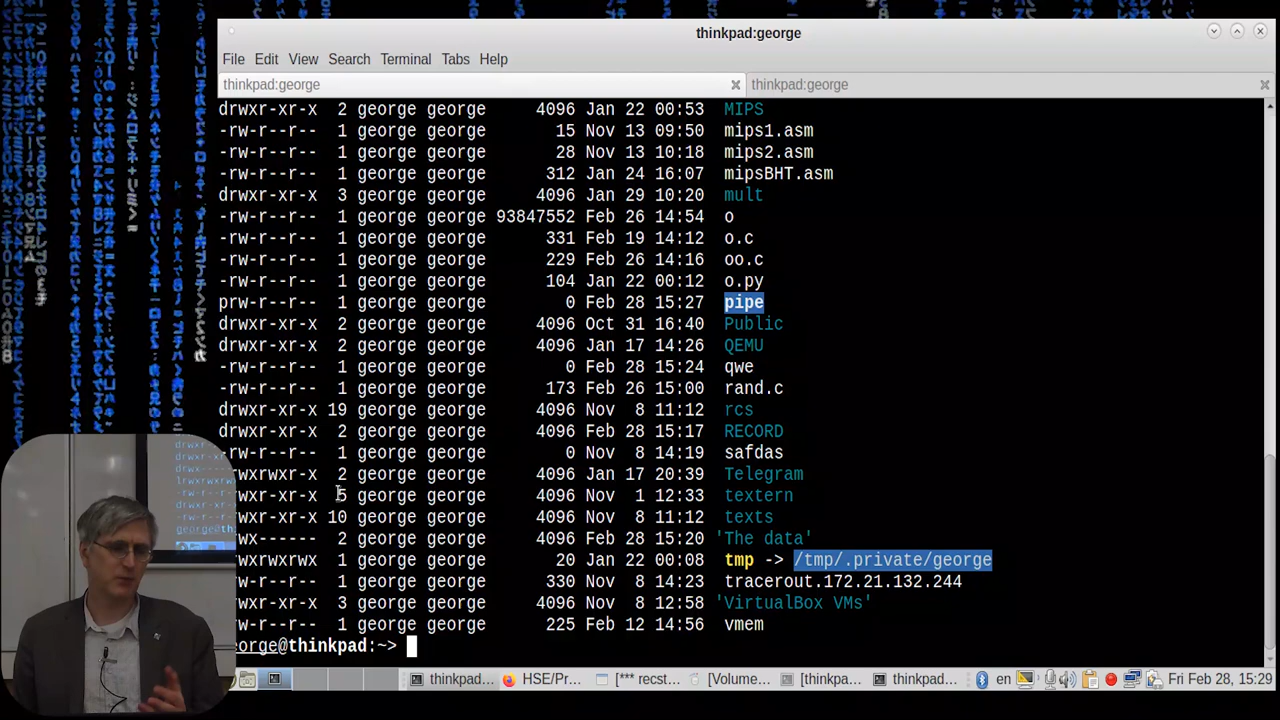 thinkpad:george
File Edit View Search Terminal Tabs Help
thinkpad:george thinkpad:george
drwxr-xr-x 2 george george 4096 Jan 22 00:53 MIPS
-rw-r--r-- 1 george george 15 Nov 13 09:50 mips1.asm
-rw-r--r-- 1 george george 28 Nov 13 10:18 mips2.asm
-rw-r--r-- 1 george george 312 Jan 24 16:07 mipsBHT.asm
drwxr-xr-x 3 george george 4096 Jan 29 10:20 mult
-rw-r--r-- 1 george george 93847552 Feb 26 14:54 o
-rw-r--r-- 1 george george 331 Feb 19 14:12 o.c
-rw-r--r-- 1 george george 229 Feb 26 14:16 oo.c
-rw-r--r-- 1 george george 104 Jan 22 00:12 o.py
prw-r--r-- 1 george george 0 Feb 28 15:27 pipe
drwxr-xr-x 2 george george 4096 Oct 31 16:40 Public
drwxr-xr-x 2 george george 4096 Jan 17 14:26 QEMU
-rw-r--r-- 1 george george 0 Feb 28 15:24 qwe
-rw-r--r-- 1 george george 173 Feb 26 15:00 rand.c
drwxr-xr-x 19 george george 4096 Nov 8 11:12 rcs
drwxr-xr-x 2 george george 4096 Feb 28 15:17 RECORD
-rw-r--r-- 1 george george 0 Nov 8 14:19 safdas
rwxrwxr-x 2 george george 4096 Jan 17 20:39 Telegram
rwxr-xr-x 5 george george 4096 Nov 1 12:33 textern
rwxr-xr-x 10 george george 4096 Nov 8 11:12 texts
rwx------ 2 george george 4096 Feb 28 15:20 'The data'
rwxrwxrwx 1 george george 20 Jan 22 00:08 tmp -> /tmp/.private/george
rw-r--r-- 1 george george 330 Nov 8 14:23 tracerout.172.21.132.244
rwxr-xr-x 3 george george 4096 Nov 8 12:58 'VirtualBox VMs'
rw-r--r-- 1 george george 225 Feb 12 14:56 vmem
eorge@thinkpad:~>
thinkpad... HSE/Pr... [*** recst... [Volume... [thinkpa... thinkpad... en Fri Feb 28, 15:29